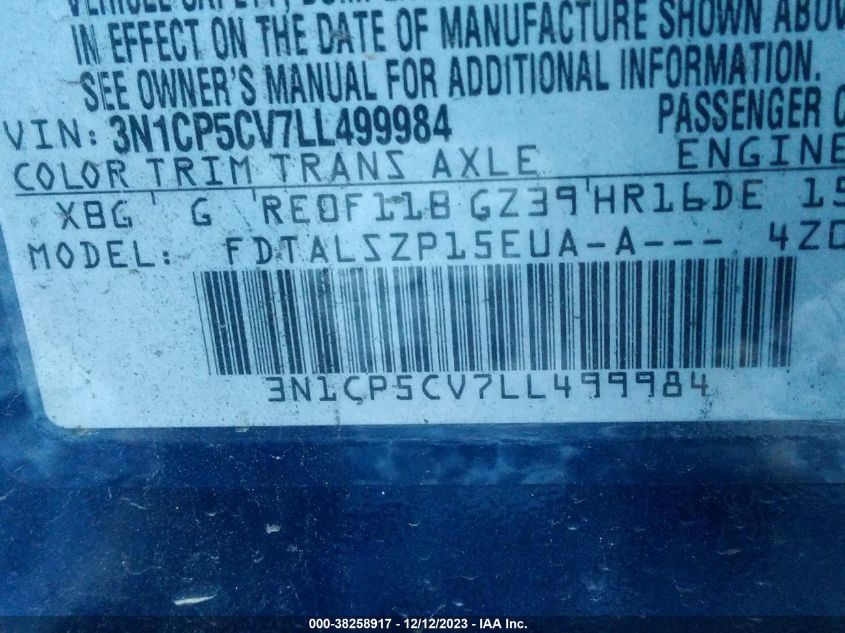 IN EFFECT ON THE DATE OF MANUFACTURE SHOWN ABOV
SEE OWNER'S MANUAL FOR ADDITIONAL INFORMATION.
VIN: 3N1CP5CV7LL499984 PASSENGER C
COLOR TRIM TRANS AXLE ENGINE
XBG G RE0F11B GZ39 HR16DE 15
MODEL: FDTALSZP15EUA-A---
3N1CP5CV7LL499984
000-38258917 - 12/12/2023 - IAA Inc.